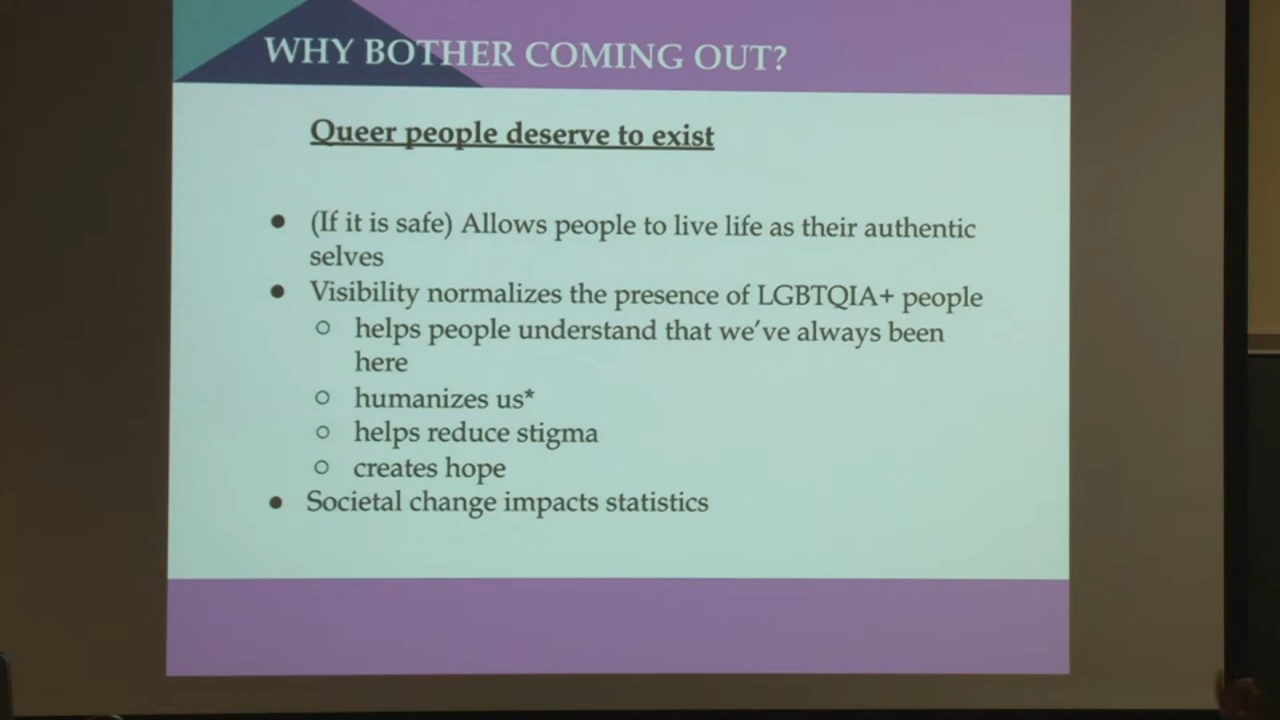 WHY BOTHER COMING OUT?
Queer people deserve to exist
● (If it is safe) Allows people to live life as their authentic
selves
● Visibility normalizes the presence of LGBTQIA+ people
○ helps people understand that we've always been
here
○ humanizes us*
○ helps reduce stigma
○ creates hope
● Societal change impacts statistics